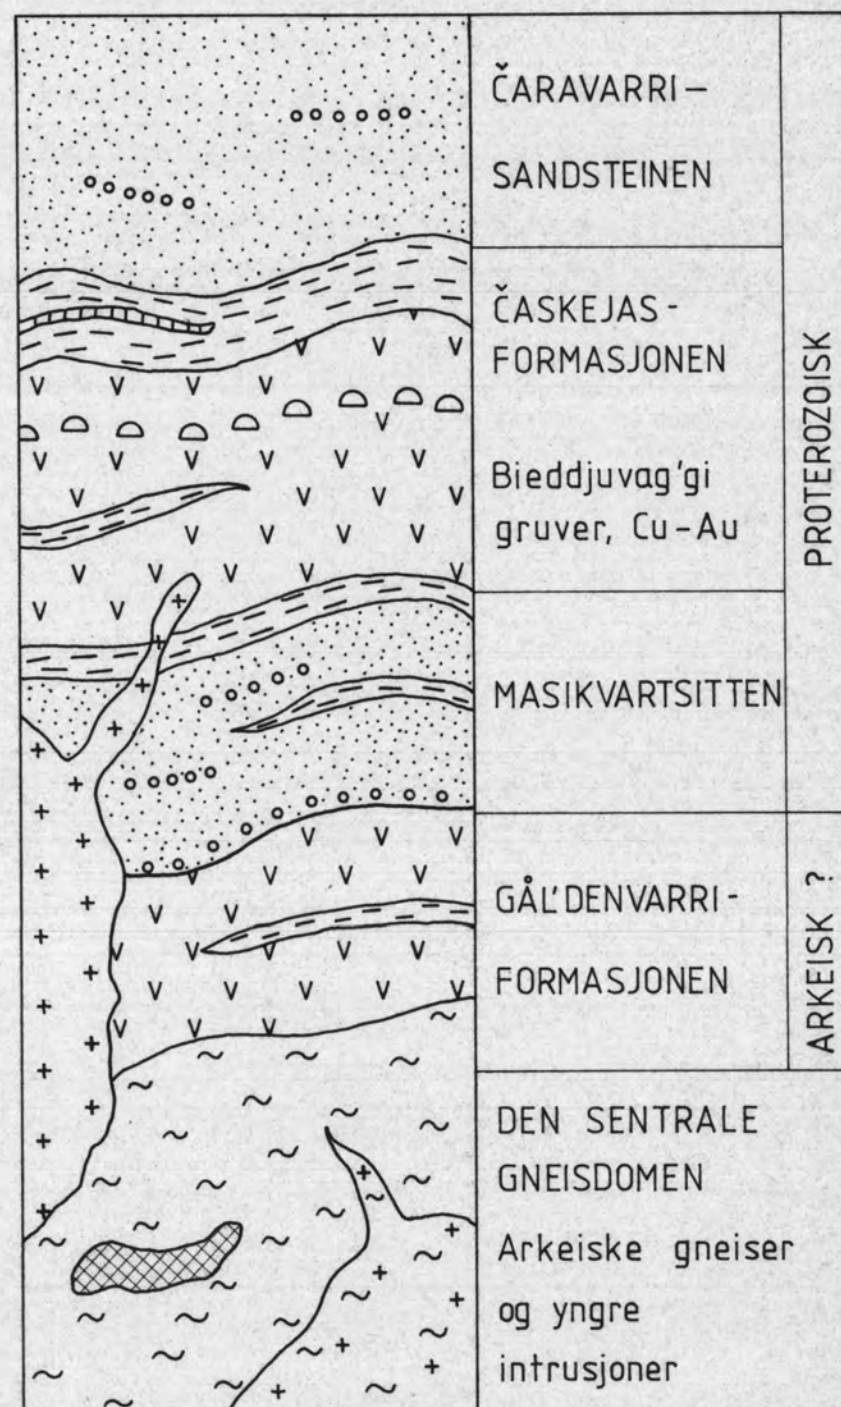 ČARAVARRI-
SANDSTEINEN
ČASKEJAS-
FORMASJONEN
Bieddjuvag'gi
gruver, Cu-Au
MASIKVARTSITTEN
PROTEROZOISK
GÅL'DENVARRI-
FORMASJONEN
ARKEISK ?
DEN SENTRALE
GNEISDOMEN
Arkeiske gneiser
og yngre
intrusjoner